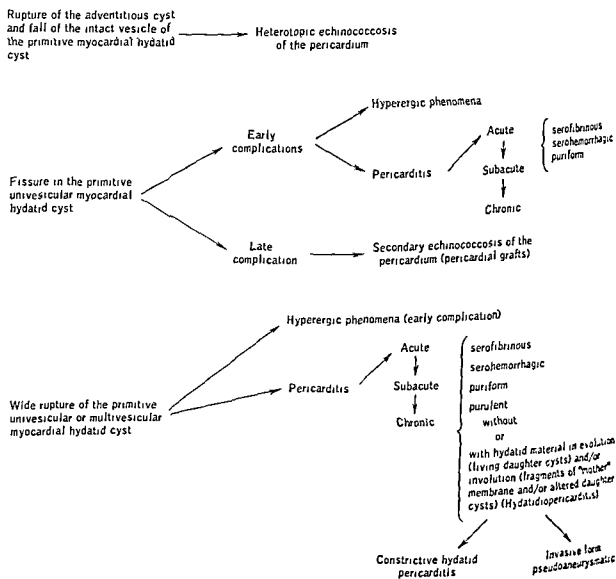 Rupture of the adventitious cyst
and fall of the intact vesicle of
the primitive myocardial hydatid
cyst
Heterotopic echinococcosis
of the pericardium
Fissure in the primitive
univesicular myocardial
hydatid cyst
Early
complications
Hyperergic phenomena
Pericarditis
Acute
Subacute
Chronic
serofibrinous
serohemorrhagic
puriform
Late
complication
Secondary echinococcosis of the
pericardium (pericardial grafts)
Wide rupture of the primitive
univesicular or multivesicular
myocardial hydatid cyst
Hyperergic phenomena (early complication)
Pericarditis
Acute
Subacute
Chronic
serofibrinous
serohemorrhagic
puriform
purulent
without
or
with hydatid material in evolution
(living daughter cysts) and/or
involution (fragments of "mother"
membrane and/or altered daughter
cysts) (Hydatidopericarditis)
Constrictive hydatid
pericarditis
Invasive form
pseudoaneurysmatic